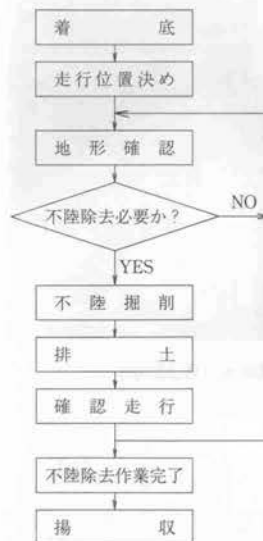 着底
走行位置決め
地形確認
不陸除去必要か?
NO
YES
不陸掘削
排土
確認走行
不陸除去作業完了
揚収